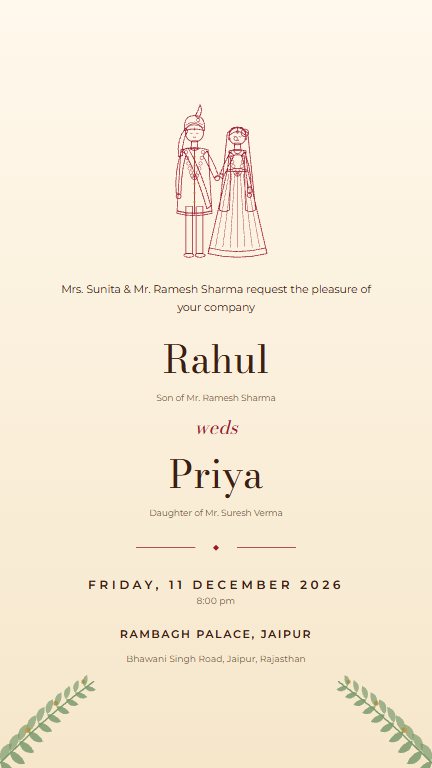 Mrs. Sunita & Mr. Ramesh Sharma request the pleasure of
your company
Rahul
Son of Mr. Ramesh Sharma
weds
Priya
Daughter of Mr. Suresh Verma
FRIDAY, 11 DECEMBER 2026
8:00 pm
RAMBAGH PALACE, JAIPUR
Bhawani Singh Road, Jaipur, Rajasthan